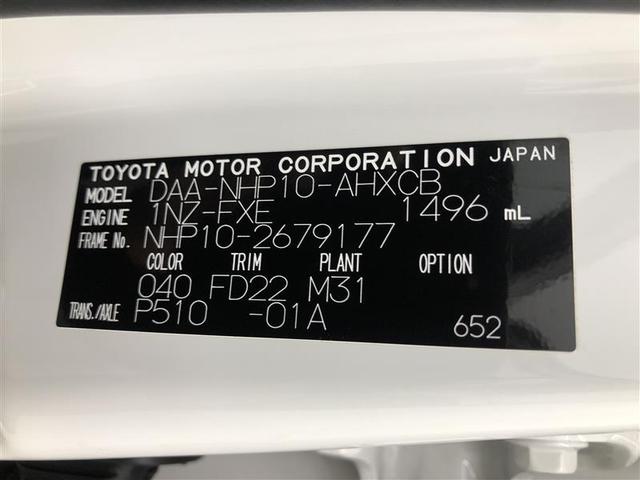 TOYOTA MOTOR CORPORATION JAPAN
MODEL DAA-NHP10-AHXCB
ENGINE 1NZ-FXE 1496 mL
FRAME No. NHP10-2679177
COLOR TRIM PLANT OPTION
040 FD22 M31
TRANS./AXLE P510 -01A
652